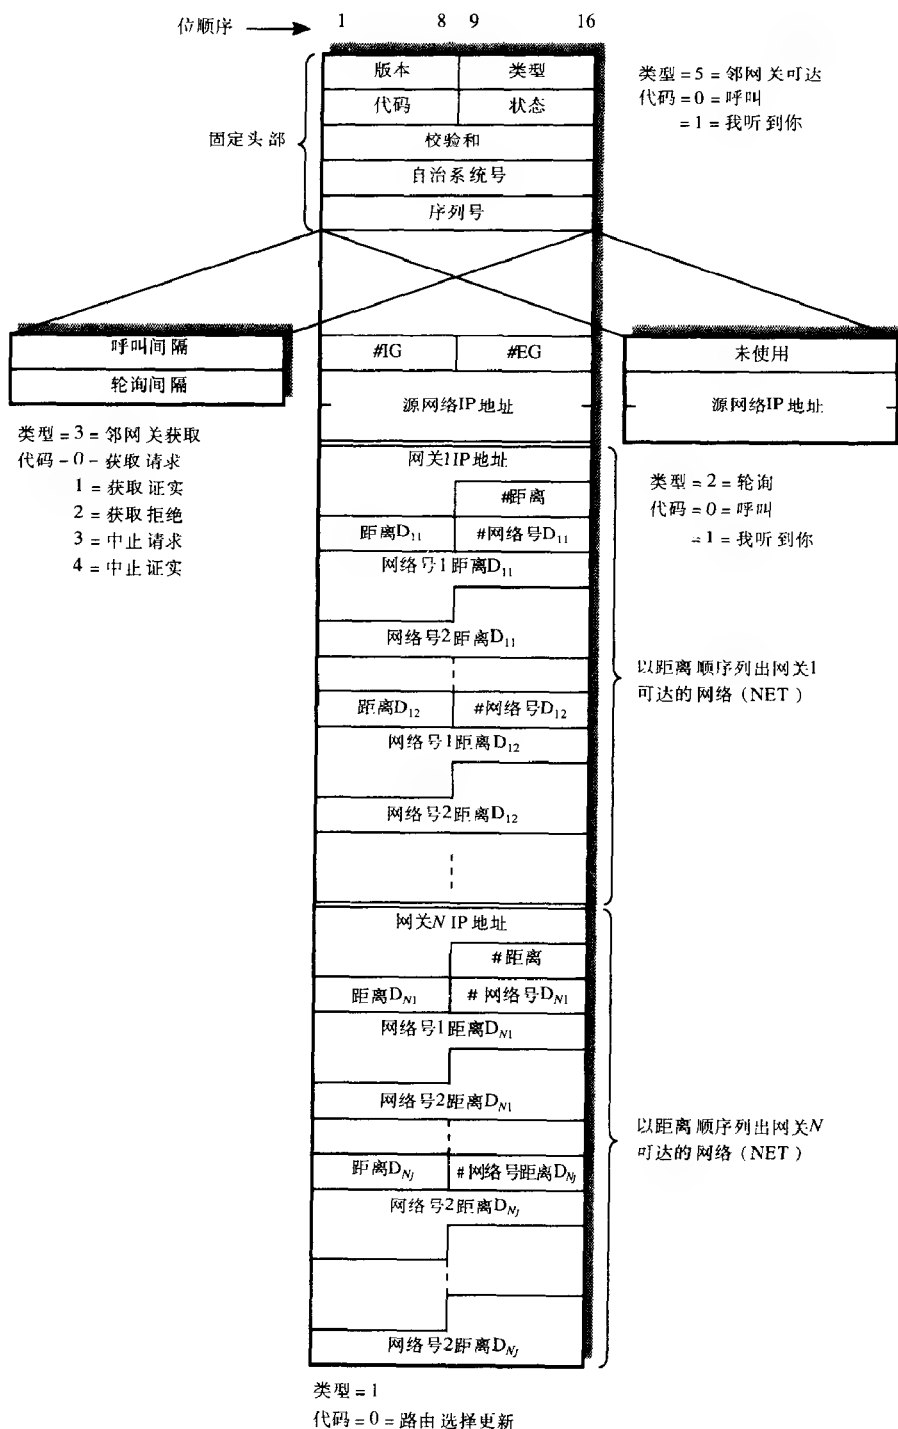 位顺序
1 8 9 16
版本 类型
代码 状态
校验和
自治系统号
序列号
固定头部
类型=5=邻网关可达
代码=0=呼叫
=1=我听到你
呼叫间隔
轮询间隔
#IG #EG
源网络IP地址
未使用
源网络IP地址
类型=3=邻网关获取
代码-0-获取请求
1=获取证实
2=获取拒绝
3=中止请求
4=中止证实
类型=2=轮询
代码=0=呼叫
=1=我听到你
网关1IP地址
#距离
距离D11 #网络号D11
网络号1距离D11
网络号2距离D11
距离D12 #网络号D12
网络号1距离D12
网络号2距离D12
以距离顺序列出网关1
可达的网络(NET)
网关N IP地址
#距离
距离DN1 #网络号DN1
网络号1距离DN1
网络号2距离DN1
距离DNj #网络号距离DNj
网络号2距离DNj
网络号2距离DNj
以距离顺序列出网关N
可达的网络(NET)
类型=1
代码=0=路由选择更新